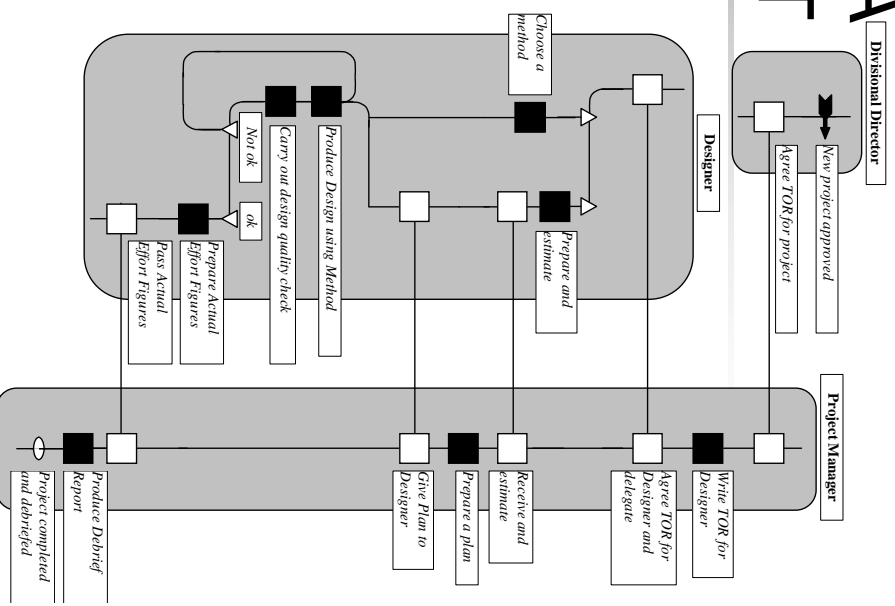 Divisional Director
New project approved
Agree TOR for project
Designer
Choose a
method
Prepare and
estimate
Produce Design using Method
Carry out design quality check
Not ok
ok
Prepare Actual
Effort Figures
Pass Actual
Effort Figures
Project Manager
Write TOR for
Designer
Agree TOR for
Designer and
delegate
Receive and
estimate
Prepare a plan
Give Plan to
Designer
Produce Debrief
Report
Project completed
and debriefed